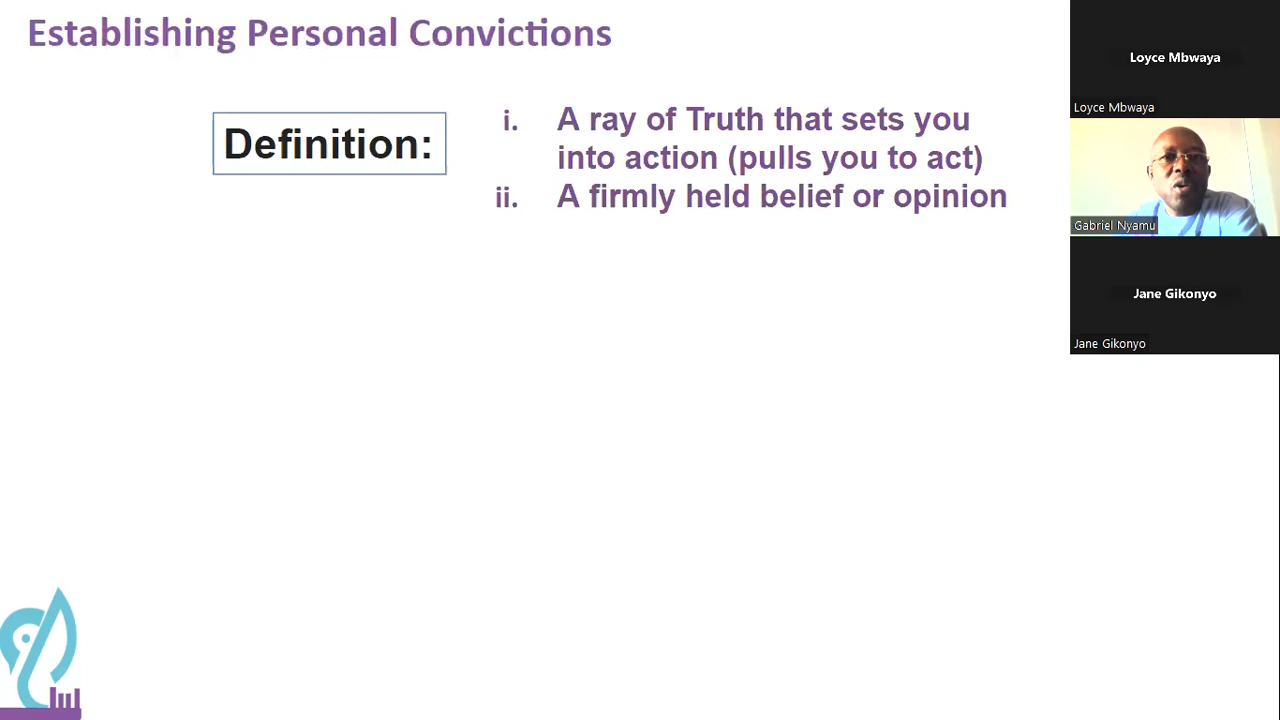 Establishing Personal Convictions
Definition:
i. A ray of Truth that sets you
into action (pulls you to act)
ii. A firmly held belief or opinion
Loyce Mbwaya
Loyce Mbwaya
Gabriel Nyamu
Jane Gikonyo
Jane Gikonyo